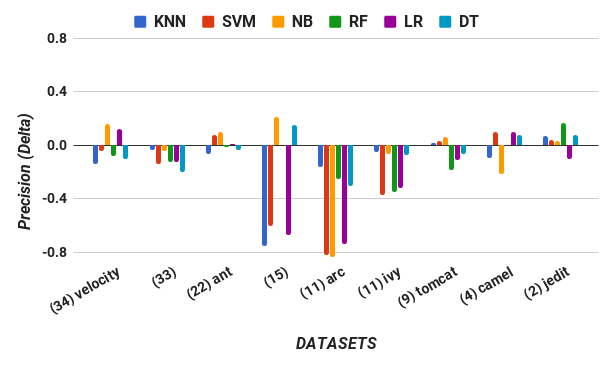 KNN SVM NB RF LR DT
0.8
0.4
0.0
-0.4
-0.8
Precision (Delta)
(34) velocity
(33)
(22) ant
(15)
(11) arc
(11) ivy
(9) tomcat
(4) camel
(2) jedit
DATASETS